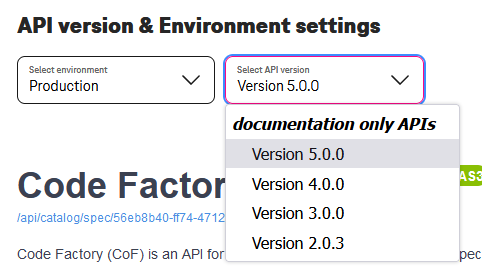 API version & Environment settings
Select environment
Production
Select API version
Version 5.0.0
documentation only APIs
Version 5.0.0
Version 4.0.0
Version 3.0.0
Version 2.0.3
Code Factor
AS3
/api/catalog/spec/56eb8b40-ff74-4712
Code Factory (CoF) is an API for
pec